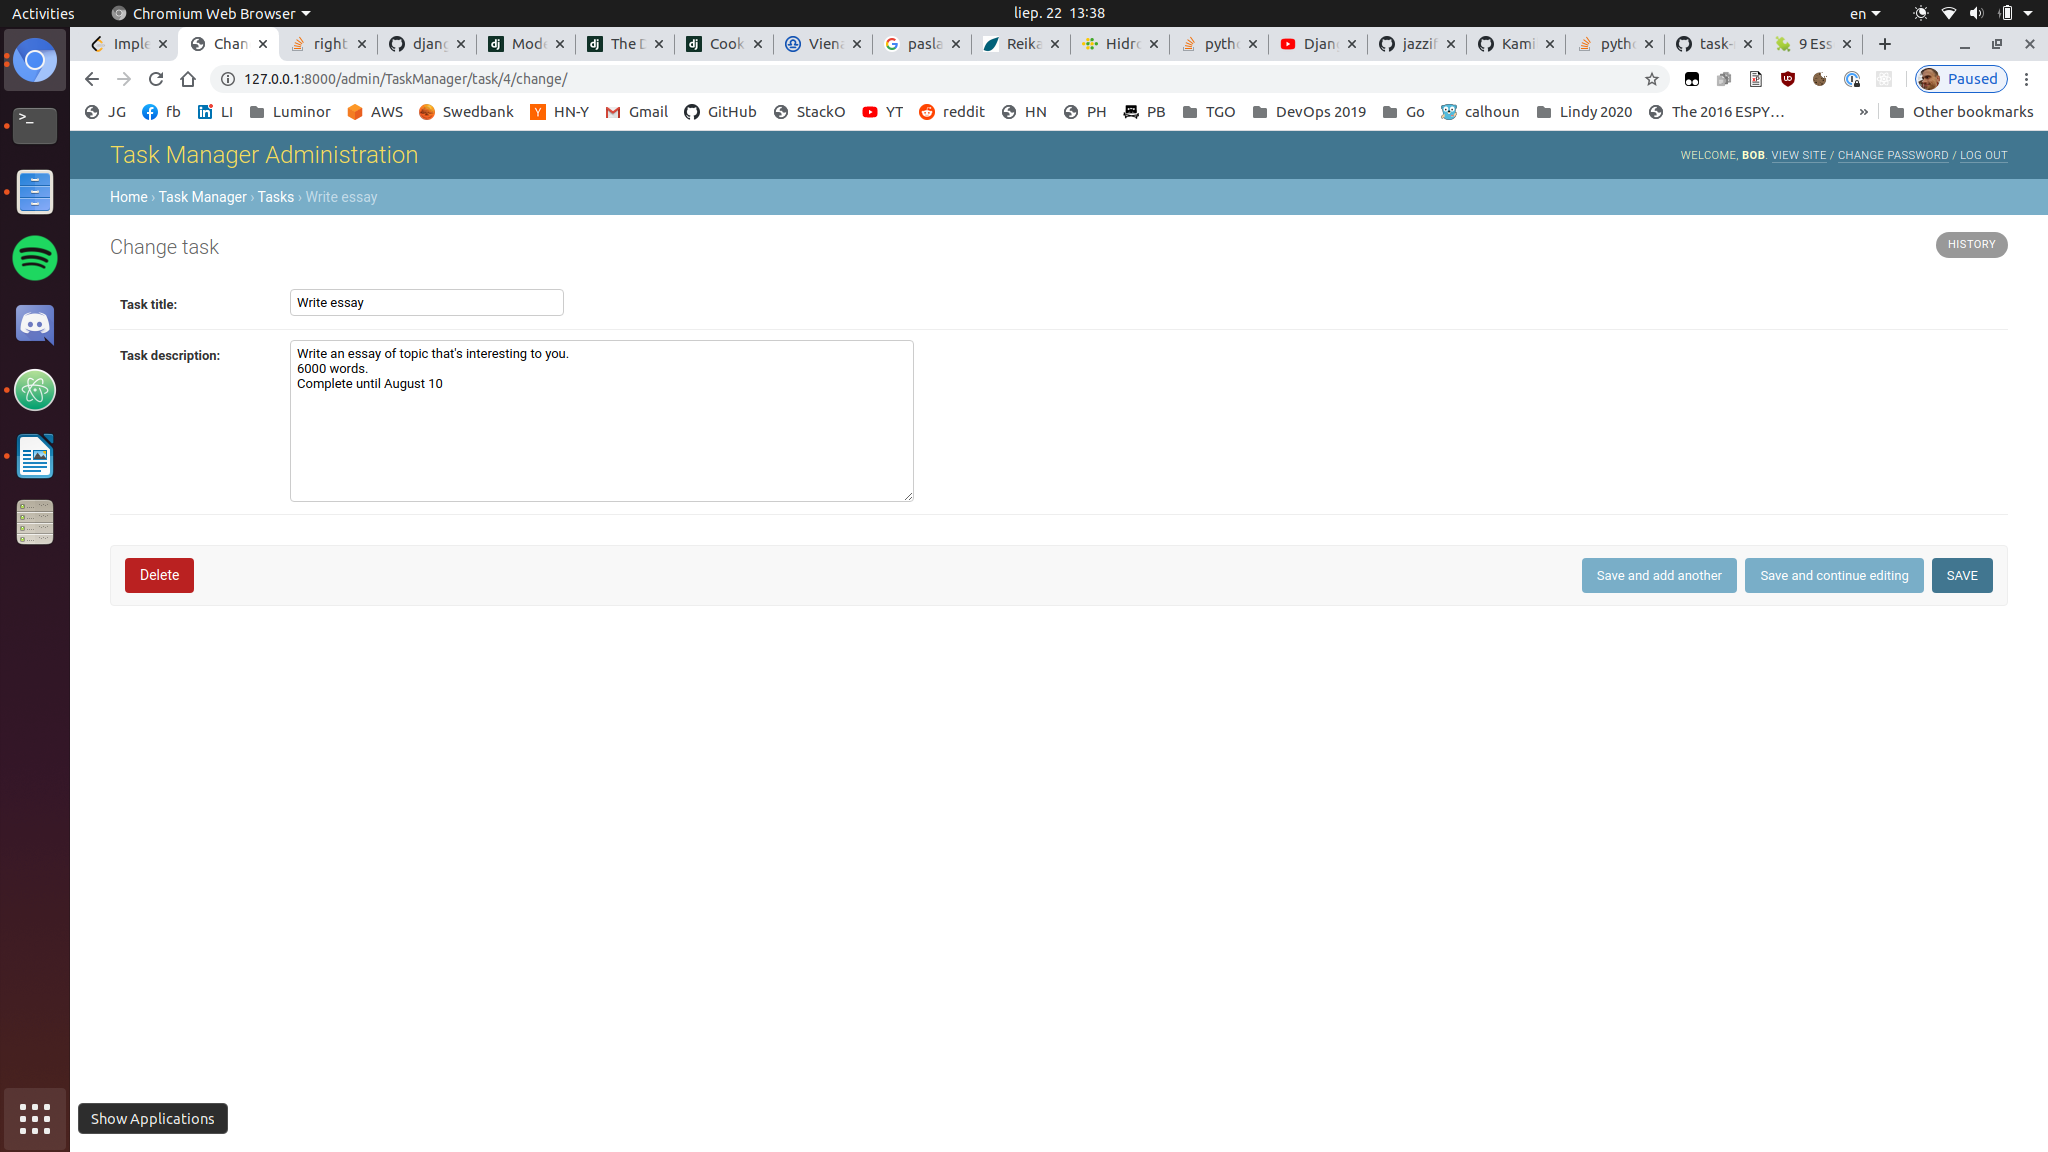 Activities Chromium Web Browser liep. 22 13:38 en
Imple Chan right djang Mode The D Cook Viena pasla Reika Hidro pytho Djang jazzif Kami pytho task- 9 Ess
127.0.0.1:8000/admin/TaskManager/task/4/change/ Paused
JG fb LI Luminor AWS Swedbank HN-Y Gmail GitHub StackO YT reddit HN PH PB TGO DevOps 2019 Go calhoun Lindy 2020 The 2016 ESPY… » Other bookmarks
Task Manager Administration
WELCOME, BOB. VIEW SITE / CHANGE PASSWORD / LOG OUT
Home › Task Manager › Tasks › Write essay
Change task
HISTORY
Task title: Write essay
Task description: Write an essay of topic that's interesting to you.
6000 words.
Complete until August 10
Delete Save and add another Save and continue editing SAVE
Show Applications